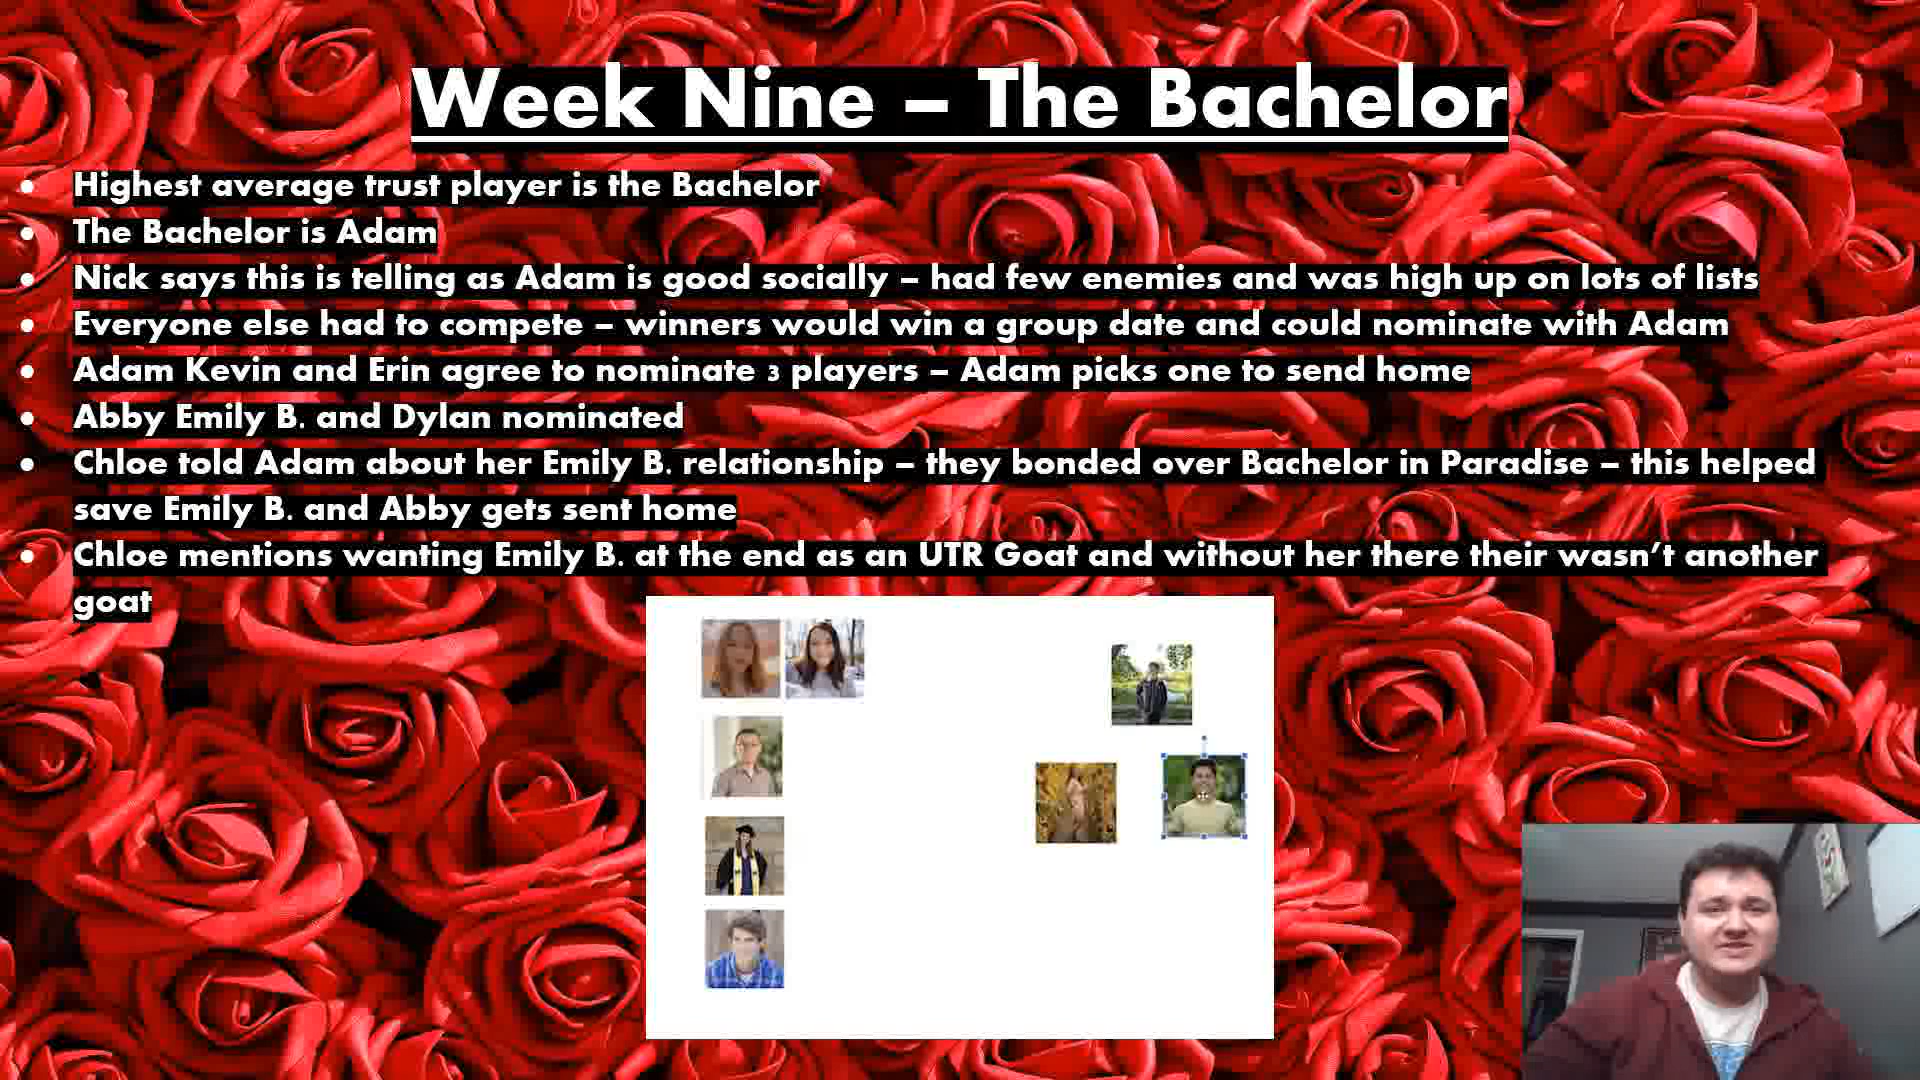 Week Nine – The Bachelor
• Highest average trust player is the Bachelor
• The Bachelor is Adam
• Nick says this is telling as Adam is good socially – had few enemies and was high up on lots of lists
• Everyone else had to compete – winners would win a group date and could nominate with Adam
• Adam Kevin and Erin agree to nominate 3 players – Adam picks one to send home
• Abby Emily B. and Dylan nominated
• Chloe told Adam about her Emily B. relationship – they bonded over Bachelor in Paradise – this helped
save Emily B. and Abby gets sent home
• Chloe mentions wanting Emily B. at the end as an UTR Goat and without her there their wasn't another
goat